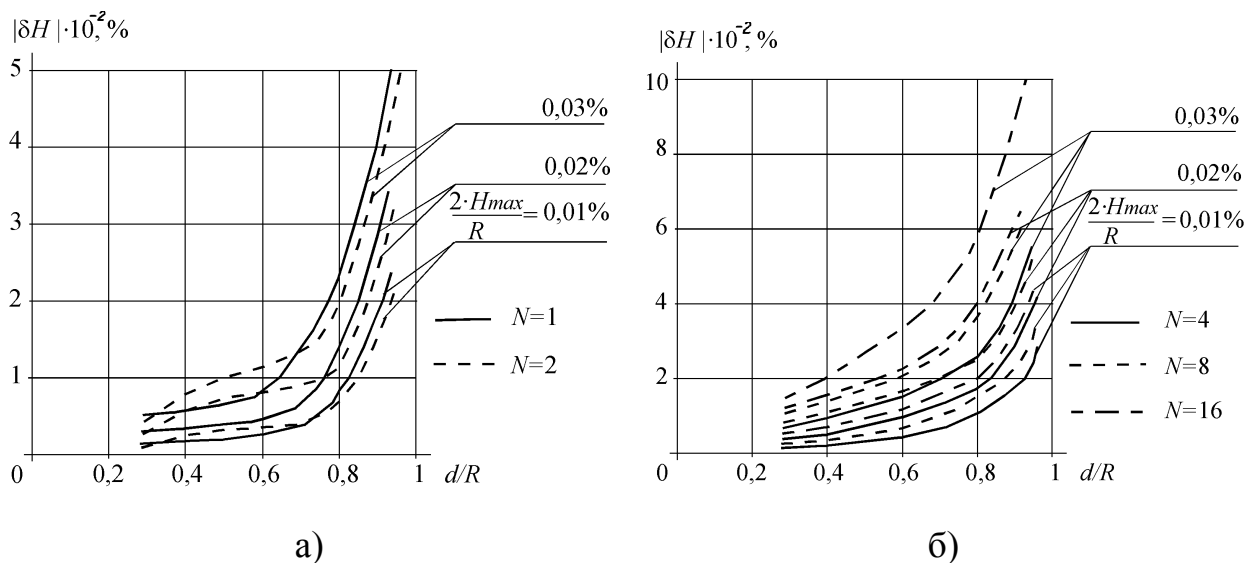 |δH |·10⁻², %
5
4
3
2
1
0
0,2
0,4
0,6
0,8
1
d/R
0,03%
0,02%
2·Hmax/R = 0,01%
N=1
N=2
а)
|δH |·10⁻², %
10
8
6
4
2
0
0,2
0,4
0,6
0,8
1
d/R
0,03%
0,02%
2·Hmax/R = 0,01%
N=4
N=8
N=16
б)